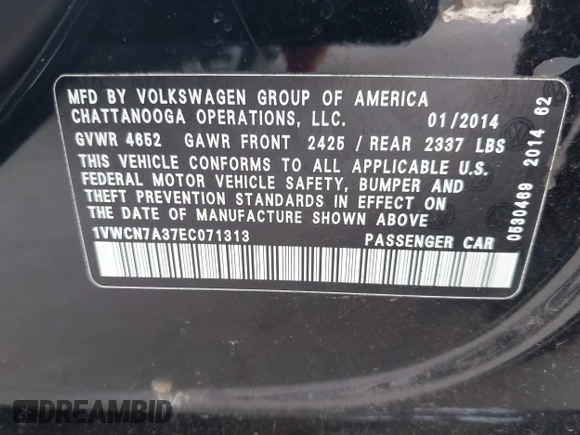 MFD BY VOLKSWAGEN GROUP OF AMERICA
CHATTANOOGA OPERATIONS, LLC. 01/2014
GVWR 4652 GAWR FRONT 2425 / REAR 2337 LBS
THIS VEHICLE CONFORMS TO ALL APPLICABLE U.S.
FEDERAL MOTOR VEHICLE SAFETY, BUMPER AND
THEFT PREVENTION STANDARDS IN EFFECT ON
THE DATE OF MANUFACTURE SHOWN ABOVE
1VWCN7A37EC071313 PASSENGER CAR
0530469 2014 62
DREAMBID